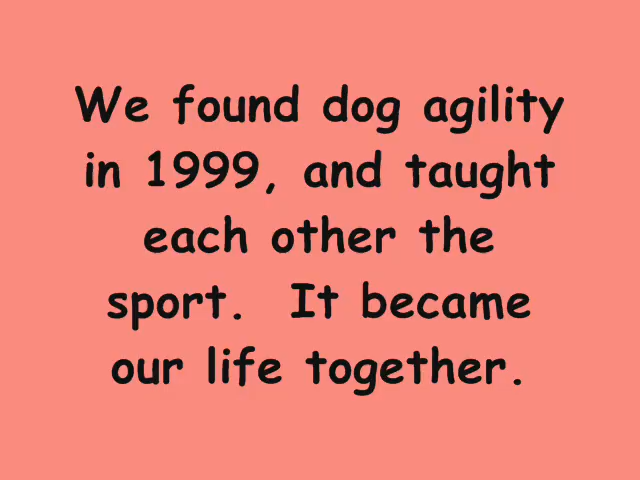 We found dog agility
in 1999, and taught
each other the
sport.  It became
our life together.